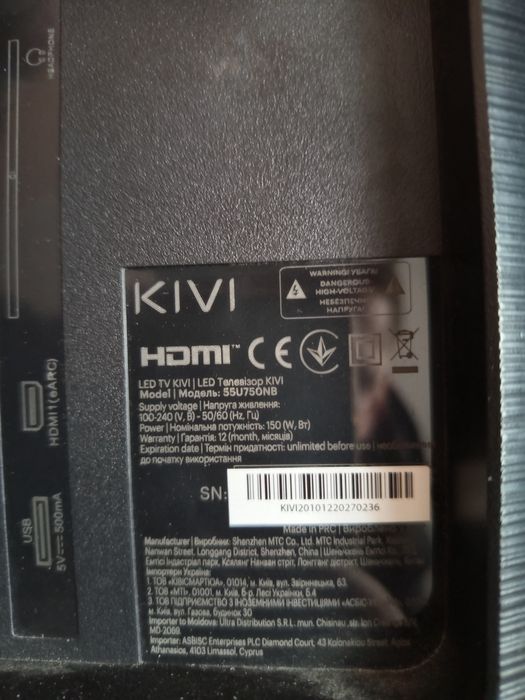 HEADPHONE
HDMI 1(eARC)
USB
5V⎓500mA
KIVI
WARNING! УВАГА!
DANGEROUS
HIGH-VOLTAGE
НЕБЕЗПЕЧНА
НАПРУГА!
HDMI™ CE
LED TV KIVI | LED Телевізор KIVI
Model | Модель: 55U750NB
Supply voltage | Напруга живлення:
100-240 (V, В) - 50/60 (Hz, Гц)
Power | Номінальна потужність: 150 (W, Вт)
Warranty | Гарантія: 12 (month, місяців)
Expiration date | Термін придатності: unlimited before use |
до початку використання
SN:
KIVI20101220270236
Made in PRC |
Manufacturer | Виробник: Shenzhen MTC Co., Ltd. MTC Industrial Park,
Nanwan Street, Longgang District, Shenzhen, China |
Імпортери Україна:
1. ТОВ «КІВІСМАРТЮА», 01014, м. Київ, вул. Звіринецька, 63.
2. ТОВ «МТІ», 01001, м. Київ, б-р. Лесі Українки, 5.4
3. ТОВ ПІДПРИЄМСТВО З ІНОЗЕМНИМИ ІНВЕСТИЦІЯМИ
м. Київ, вул. Газова, будинок 30
Importer to Moldova: Ultra Distribution S.R.L. mun. Chisinau
MD-2069.
Importer: ASBISC Enterprises PLC Diamond Court, 43 Kolonakiou Street,
Athanasios, 4103 Limassol, Cyprus